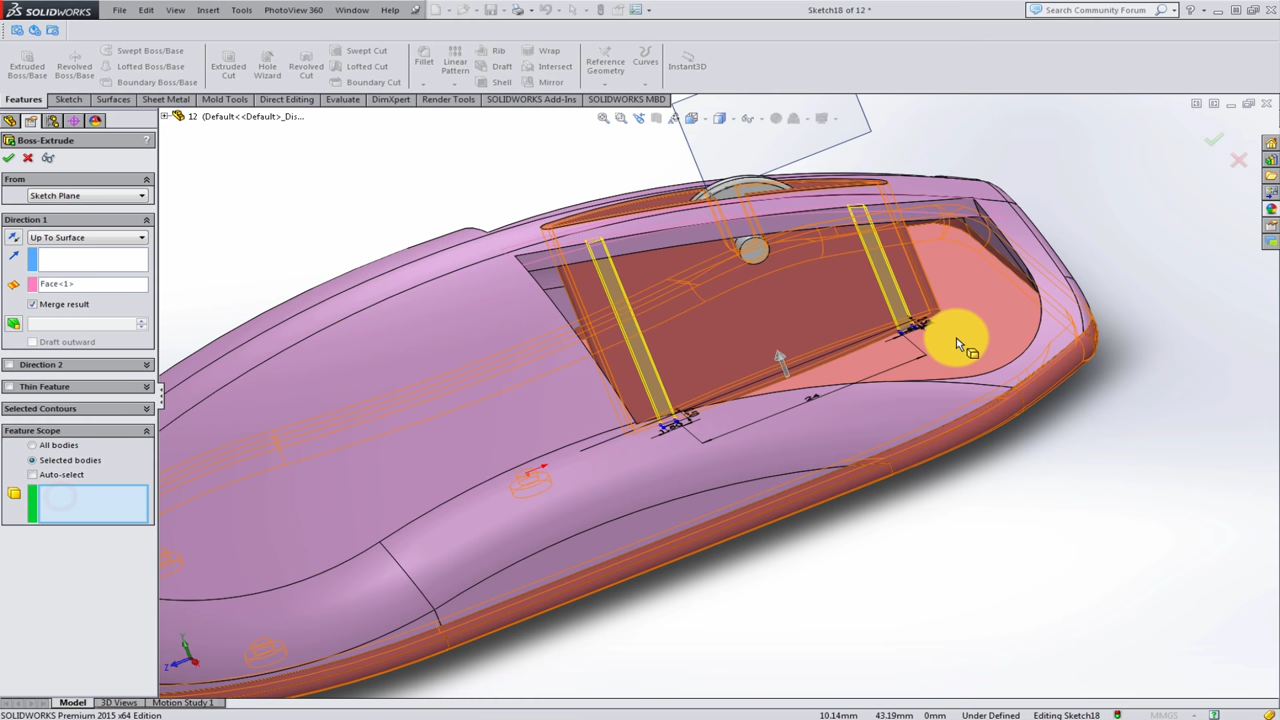 SOLIDWORKS File Edit View Insert Tools PhotoView 360 Window Help Sketch18 of 12 * Search Community Forum
Extruded Boss/Base
Revolved Boss/Base
Swept Boss/Base
Lofted Boss/Base
Boundary Boss/Base
Extruded Cut
Hole Wizard
Revolved Cut
Swept Cut
Lofted Cut
Boundary Cut
Fillet
Linear Pattern
Rib
Draft
Shell
Wrap
Intersect
Mirror
Reference Geometry
Curves
Instant3D
Features Sketch Surfaces Sheet Metal Mold Tools Direct Editing Evaluate DimXpert Render Tools SOLIDWORKS Add-Ins SOLIDWORKS MBD
12 (Default<<Default>_Dis...
Boss-Extrude ?
From
Sketch Plane
Direction 1
Up To Surface
Face<1>
Merge result
Draft outward
Direction 2
Thin Feature
Selected Contours
Feature Scope
All bodies
Selected bodies
Auto-select
24
Y
Z
Model 3D Views Motion Study 1
SOLIDWORKS Premium 2015 x64 Edition 10.14mm 43.19mm 0mm Under Defined Editing Sketch18 MMGS